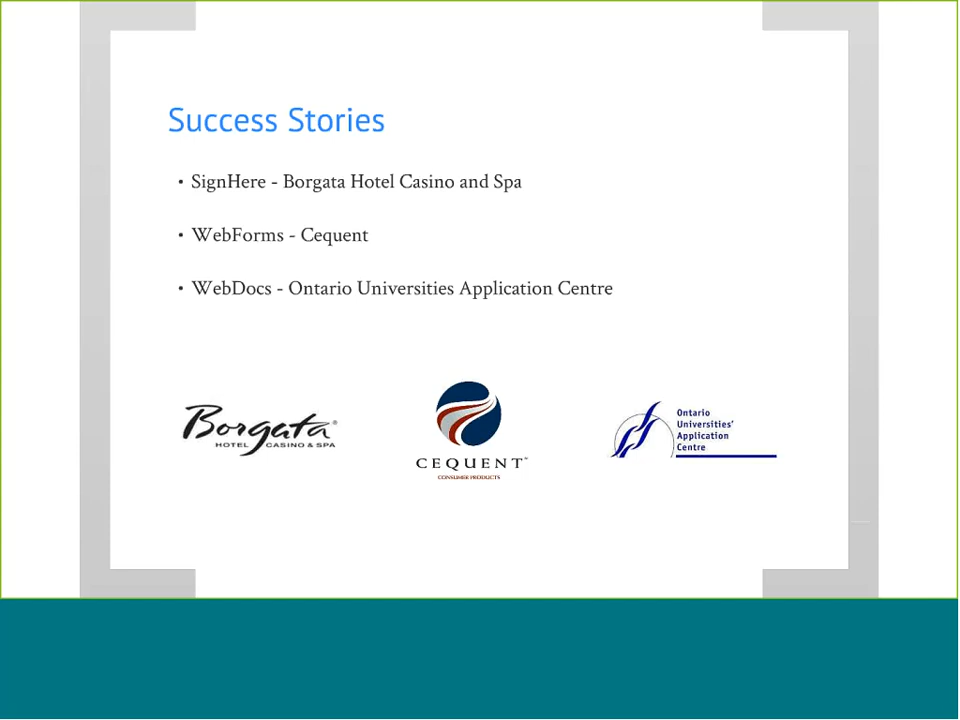 Success Stories
• SignHere - Borgata Hotel Casino and Spa
• WebForms - Cequent
• WebDocs - Ontario Universities Application Centre
Borgata®
HOTEL CASINO & SPA
CEQUENT™
CONSUMER PRODUCTS
Ontario
Universities'
Application
Centre